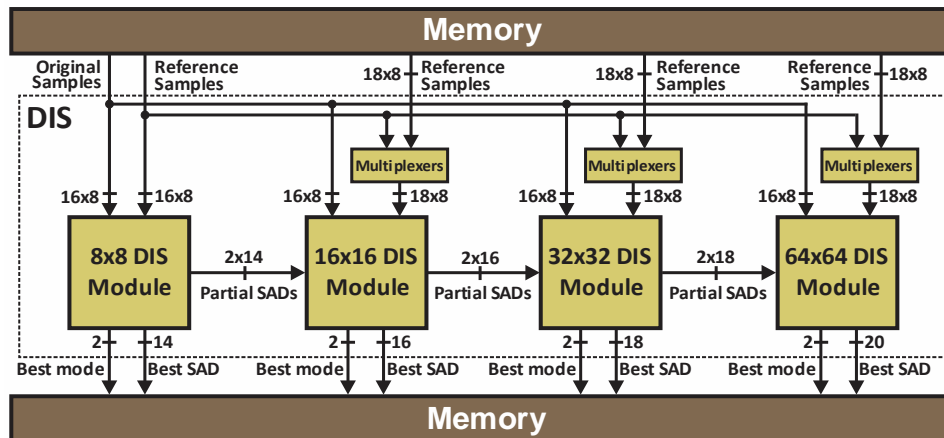 Memory
Original Samples
Reference Samples
18x8
Reference Samples
18x8
Reference Samples
Reference Samples
18x8
DIS
Multiplexers
Multiplexers
Multiplexers
16x8
16x8
16x8
18x8
16x8
18x8
16x8
18x8
8x8 DIS Module
2x14
Partial SADs
16x16 DIS Module
2x16
Partial SADs
32x32 DIS Module
2x18
Partial SADs
64x64 DIS Module
2
14
2
16
2
18
2
20
Best mode
Best SAD
Best mode
Best SAD
Best mode
Best SAD
Best mode
Best SAD
Memory